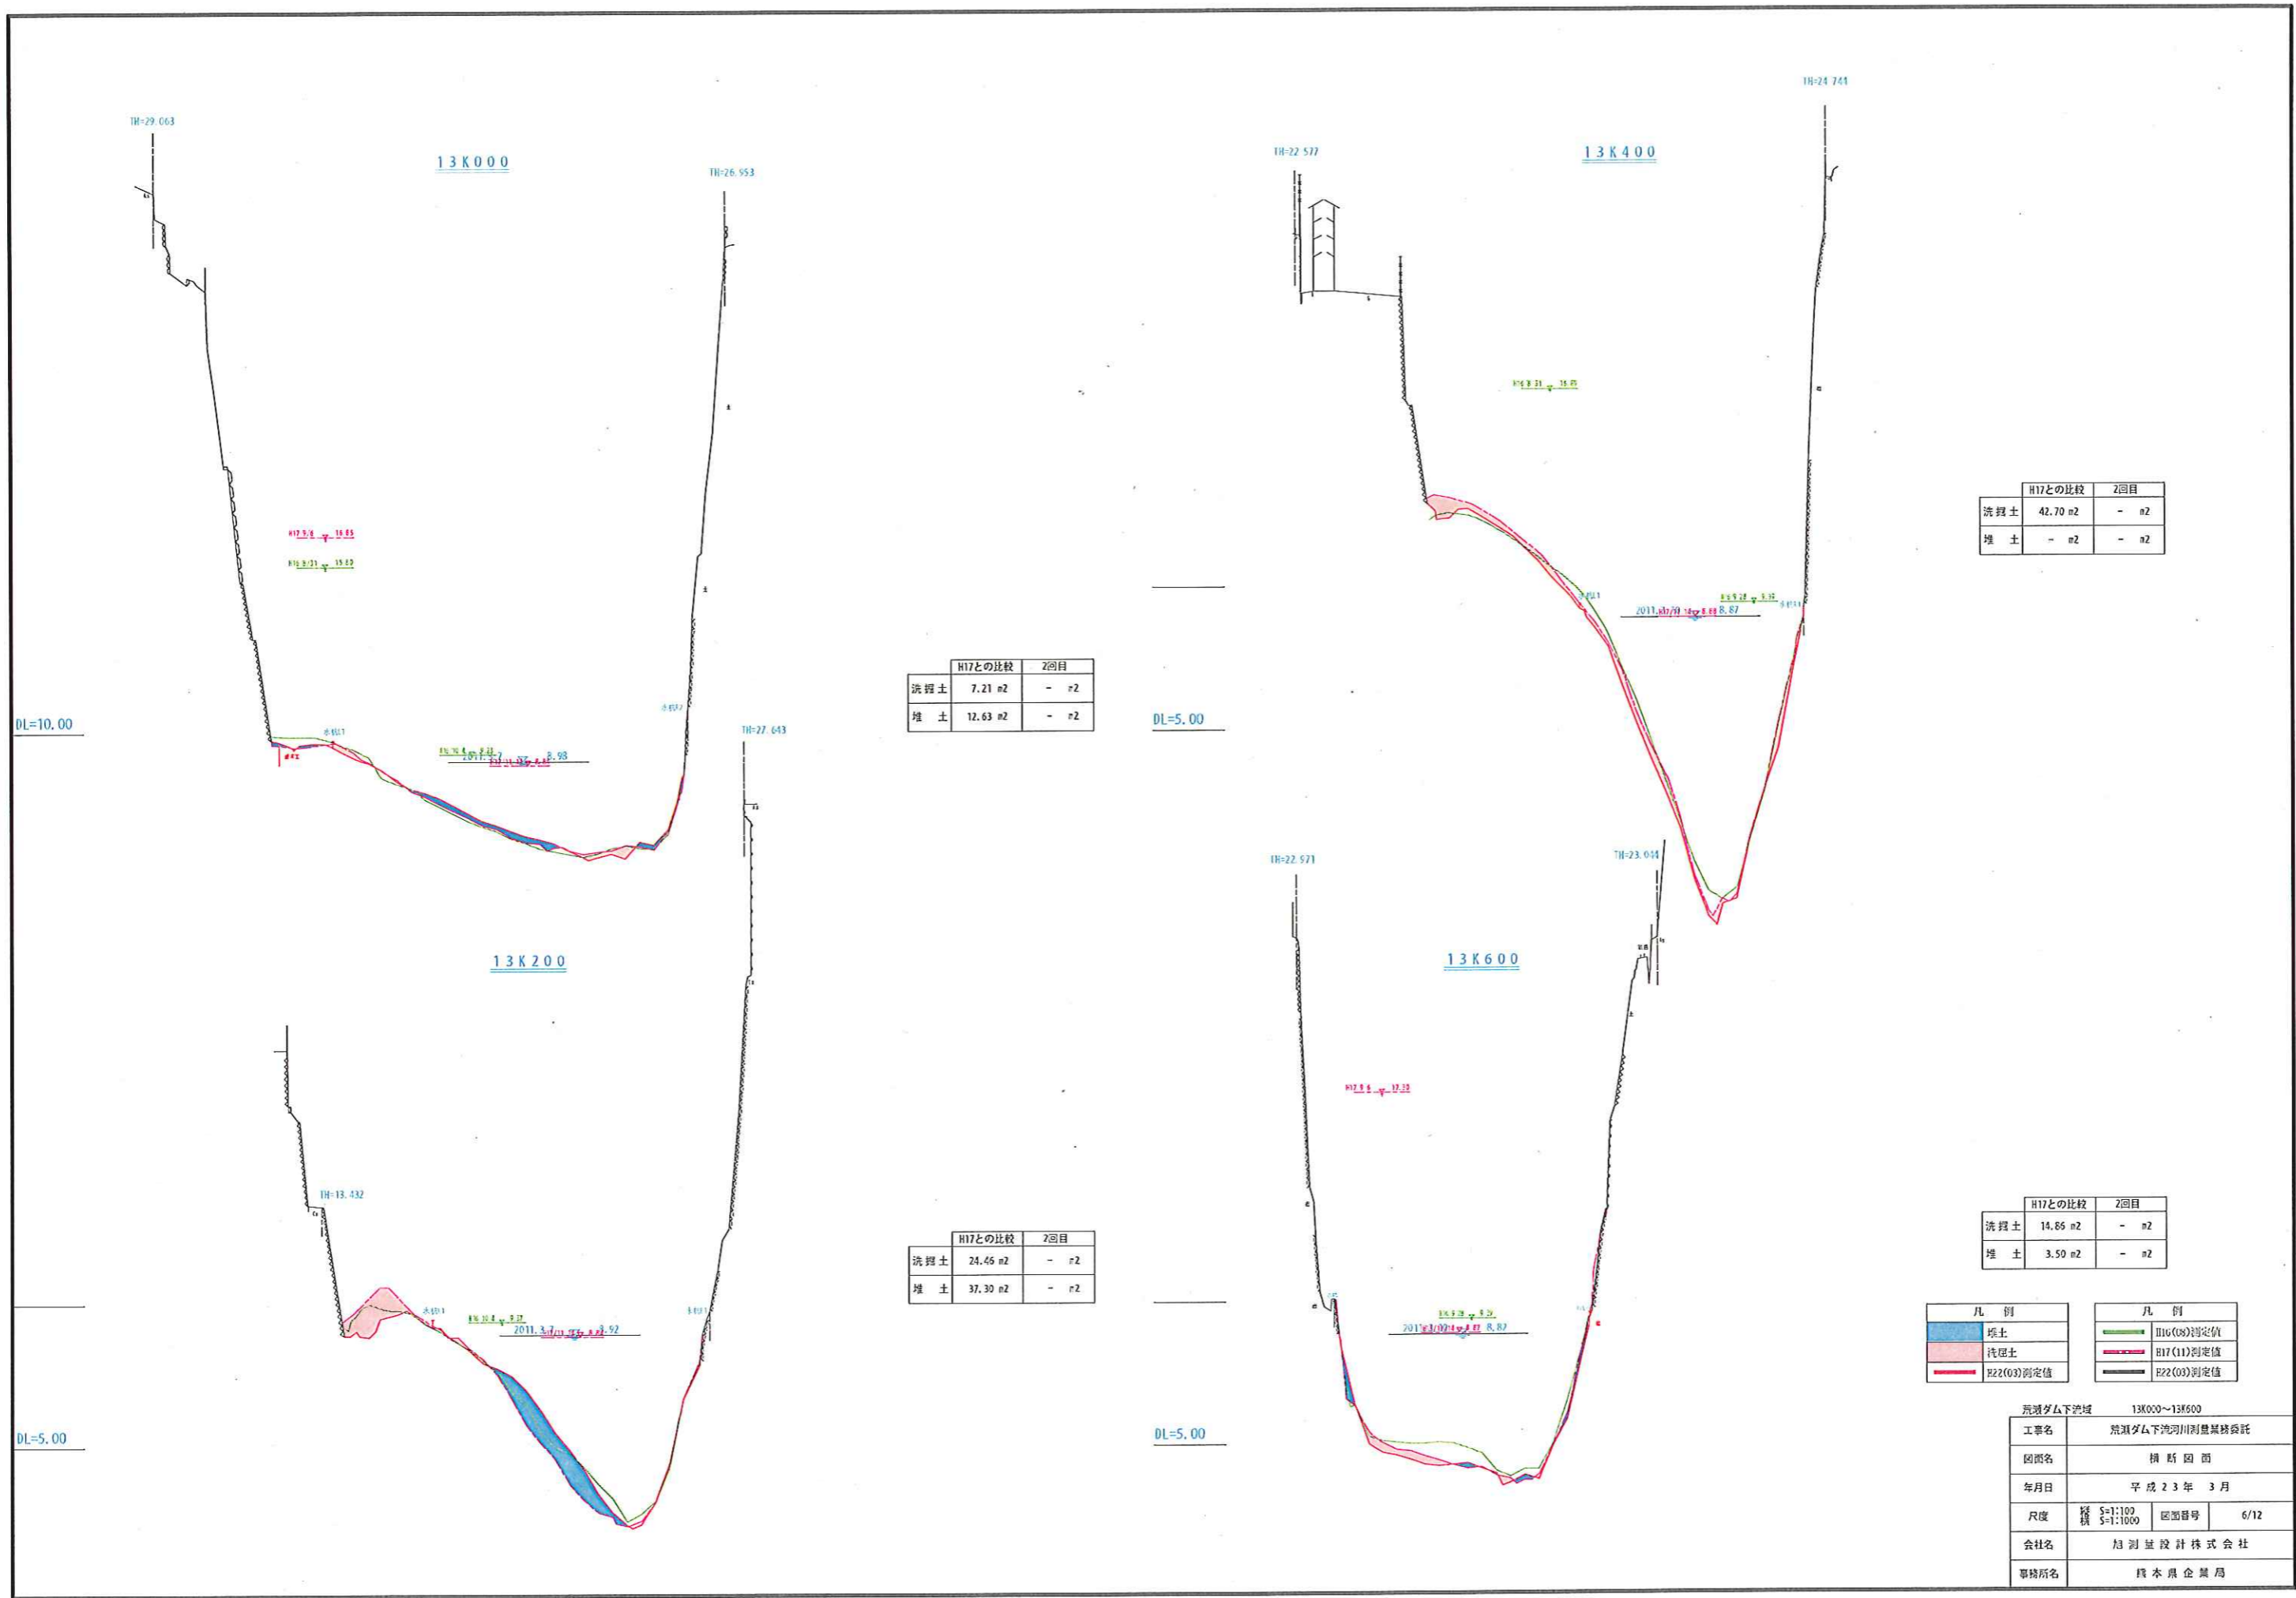 TH=29.063
13K000
TH=26.953
H17 9/6 16.85
DL=10.00
8.98
H17との比較 2回目
洗掘土 7.21 m2 - m2
堆 土 12.63 m2 - m2
TH=27.643
13K200
TH=13.432
2011.3.7 8.92
DL=5.00
H17との比較 2回目
洗掘土 24.46 m2 - m2
堆 土 37.30 m2 - m2
TH=22.577
13K400
TH=24.744
8.87
DL=5.00
H17との比較 2回目
洗掘土 42.70 m2 - m2
堆 土 - m2 - m2
TH=22.971
13K600
TH=23.044
H17 9 6 17.30
8.87
DL=5.00
H17との比較 2回目
洗掘土 14.86 m2 - m2
堆 土 3.50 m2 - m2
凡 例
堆土
洗掘土
H22(03)測定値
凡 例
H16(08)測定値
H17(11)測定値
H22(03)測定値
荒瀬ダム下流域 13K000～13K600
工事名 荒瀬ダム下流河川測量業務委託
図面名 横断図面
年月日 平成23年 3月
尺度 縦 S=1:100 横 S=1:1000 図面番号 6/12
会社名 旭測量設計株式会社
事務所名 熊本県企業局